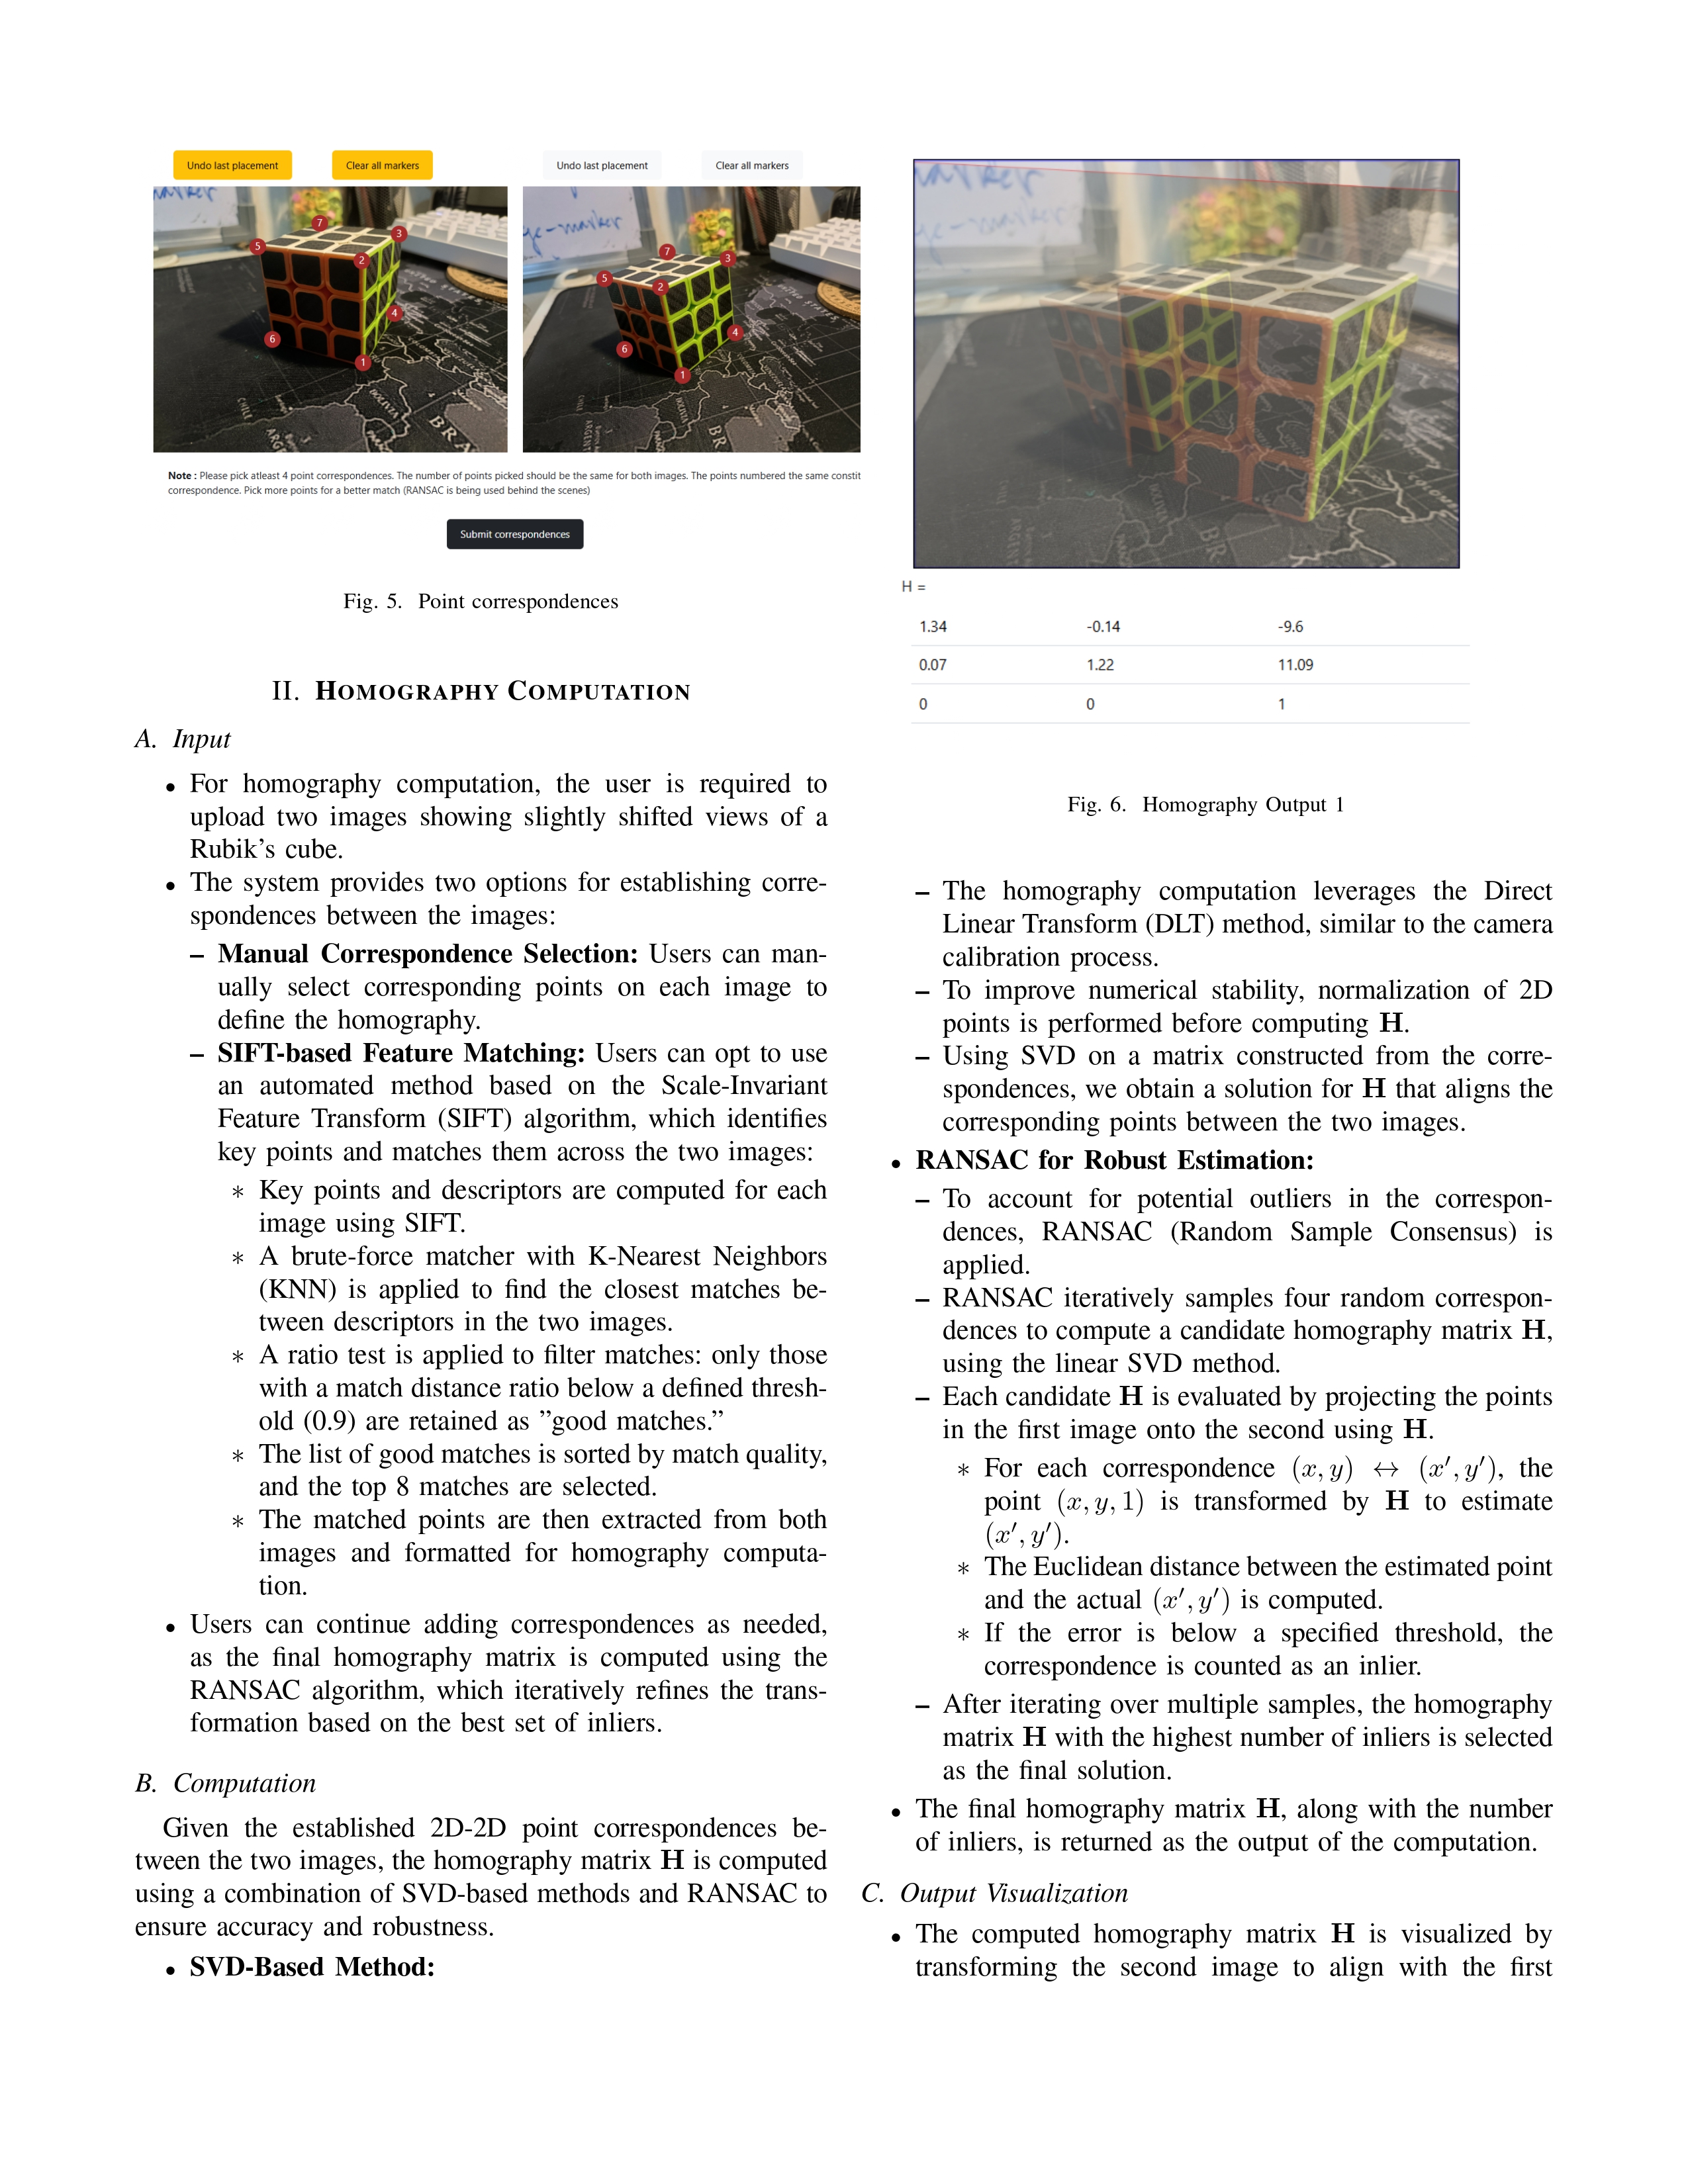 Undo last placement
Clear all markers
Undo last placement
Clear all markers
7
5
3
2
4
6
1
7
5
3
2
4
6
1
CHILE
BOLIVIA
ARGENT
BRA
BR
Note : Please pick atleast 4 point correspondences. The number of points picked should be the same for both images. The points numbered the same constit
correspondence. Pick more points for a better match (RANSAC is being used behind the scenes)
Submit correspondences
Fig. 5. Point correspondences
II. HOMOGRAPHY COMPUTATION
A. Input
• For homography computation, the user is required to
upload two images showing slightly shifted views of a
Rubik’s cube.
• The system provides two options for establishing corre-
spondences between the images:
– Manual Correspondence Selection: Users can man-
ually select corresponding points on each image to
define the homography.
– SIFT-based Feature Matching: Users can opt to use
an automated method based on the Scale-Invariant
Feature Transform (SIFT) algorithm, which identifies
key points and matches them across the two images:
∗ Key points and descriptors are computed for each
image using SIFT.
∗ A brute-force matcher with K-Nearest Neighbors
(KNN) is applied to find the closest matches be-
tween descriptors in the two images.
∗ A ratio test is applied to filter matches: only those
with a match distance ratio below a defined thresh-
old (0.9) are retained as ”good matches.”
∗ The list of good matches is sorted by match quality,
and the top 8 matches are selected.
∗ The matched points are then extracted from both
images and formatted for homography computa-
tion.
• Users can continue adding correspondences as needed,
as the final homography matrix is computed using the
RANSAC algorithm, which iteratively refines the trans-
formation based on the best set of inliers.
B. Computation
Given the established 2D-2D point correspondences be-
tween the two images, the homography matrix H is computed
using a combination of SVD-based methods and RANSAC to
ensure accuracy and robustness.
• SVD-Based Method:
H =
1.34 -0.14 -9.6
0.07 1.22 11.09
0 0 1
Fig. 6. Homography Output 1
– The homography computation leverages the Direct
Linear Transform (DLT) method, similar to the camera
calibration process.
– To improve numerical stability, normalization of 2D
points is performed before computing H.
– Using SVD on a matrix constructed from the corre-
spondences, we obtain a solution for H that aligns the
corresponding points between the two images.
• RANSAC for Robust Estimation:
– To account for potential outliers in the correspon-
dences, RANSAC (Random Sample Consensus) is
applied.
– RANSAC iteratively samples four random correspon-
dences to compute a candidate homography matrix H,
using the linear SVD method.
– Each candidate H is evaluated by projecting the points
in the first image onto the second using H.
∗ For each correspondence (x, y) ↔ (x′, y′), the
point (x, y, 1) is transformed by H to estimate
(x′, y′).
∗ The Euclidean distance between the estimated point
and the actual (x′, y′) is computed.
∗ If the error is below a specified threshold, the
correspondence is counted as an inlier.
– After iterating over multiple samples, the homography
matrix H with the highest number of inliers is selected
as the final solution.
• The final homography matrix H, along with the number
of inliers, is returned as the output of the computation.
C. Output Visualization
• The computed homography matrix H is visualized by
transforming the second image to align with the first